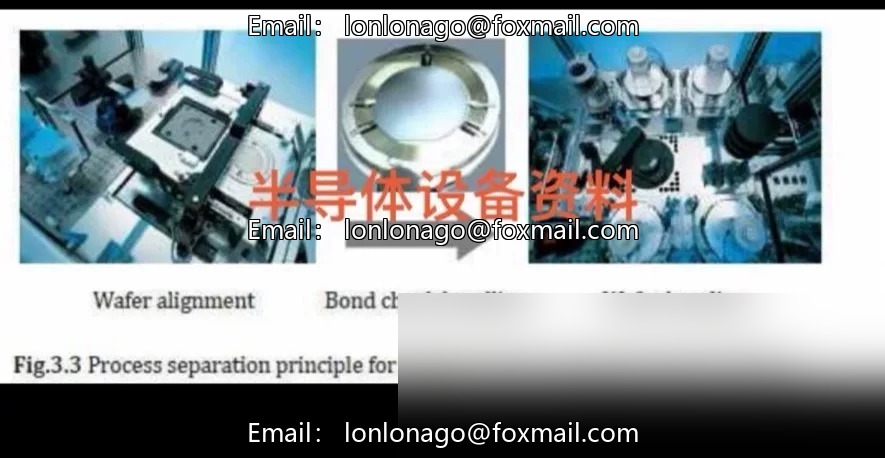 Email： lonlonago@foxmail.com
半导体设备资料
Email： lonlonago@foxmail.com
Wafer alignment
Bond
Fig.3.3 Process separation principle for
Email： lonlonago@foxmail.com